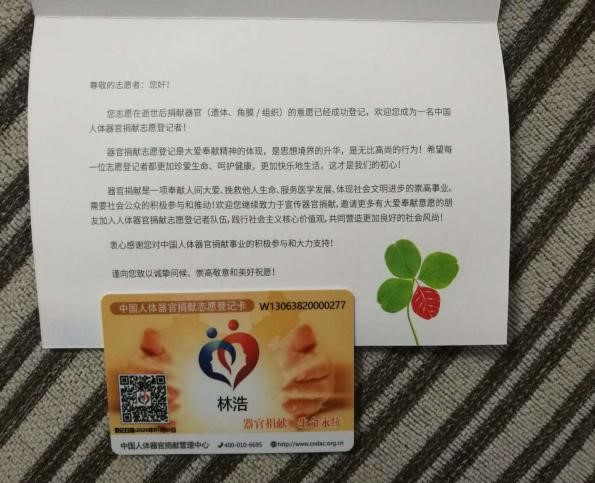 尊敬的志愿者：您好！
您志愿在逝世后捐献器官（遗体、角膜/组织）的意愿已经成功登记，欢迎您成为一名中国
人体器官捐献志愿登记者！
器官捐献志愿登记是大爱奉献精神的体现，是思想境界的升华，是无比高尚的行为！希望每
一位志愿登记者都更加珍爱生命、呵护健康，更加快乐地生活，这才是我们的初心！
器官捐献是一项奉献人间大爱、挽救他人生命、服务医学发展、体现社会文明进步的崇高事业，
需要社会公众的积极参与和推动！欢迎您继续致力于宣传器官捐献，邀请更多有大爱奉献意愿的朋
友加入人体器官捐献志愿登记者队伍，践行社会主义核心价值观，共同营造更加良好的社会风尚！
衷心感谢您对中国人体器官捐献事业的积极参与和大力支持！
谨向您致以诚挚问候、崇高敬意和美好祝愿！
中国人体器官捐献志愿登记卡 W13063820000277
林浩
器官捐献 生命永续
中国人体器官捐献管理中心 400-010-6695 http://www.codac.org.cn